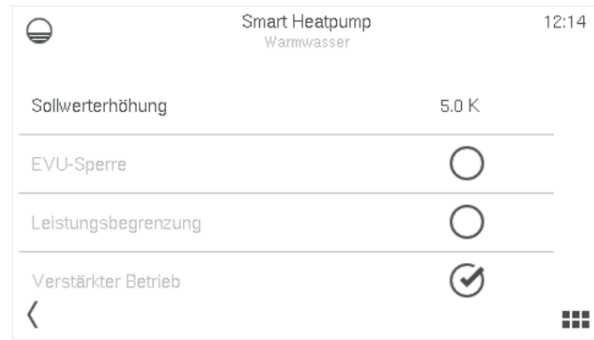 Smart Heatpump
12:14
Warmwasser
Sollwerterhöhung 5.0 K
EVU-Sperre
Leistungsbegrenzung
Verstärkter Betrieb